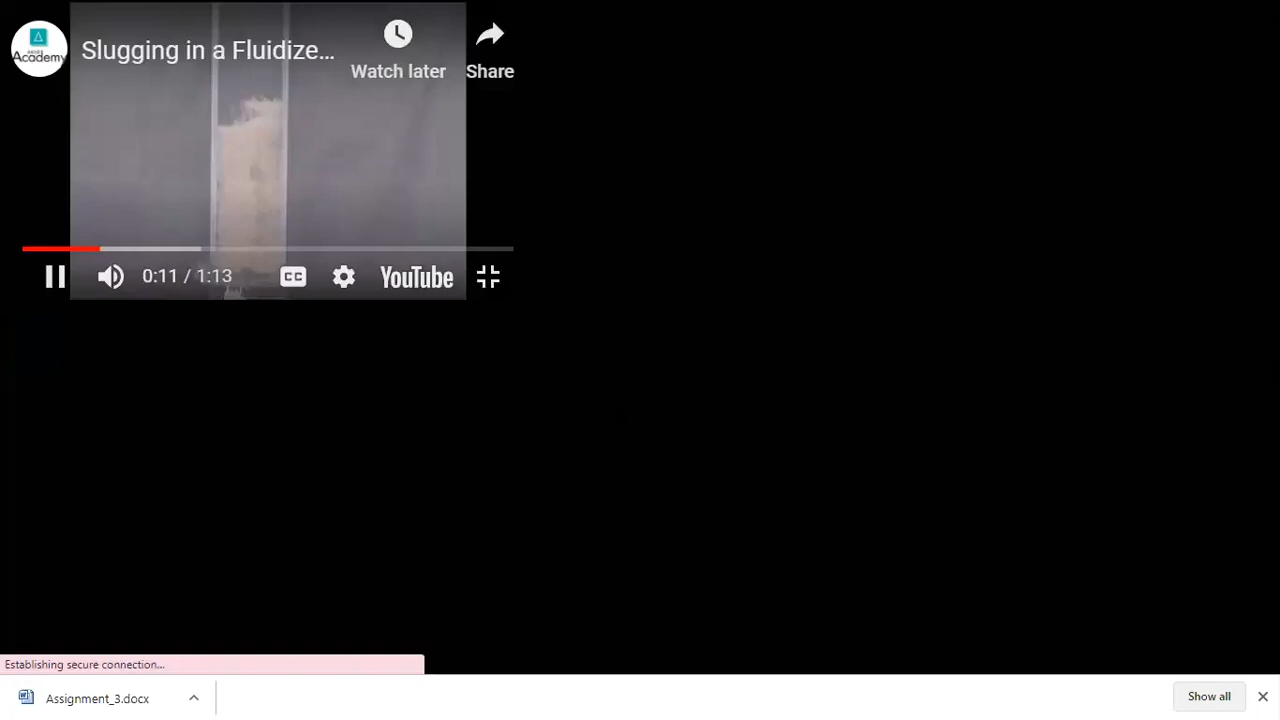 Academy
Slugging in a Fluidize...
Watch later
Share
0:11 / 1:13
CC
YouTube
Establishing secure connection...
Assignment_3.docx
Show all